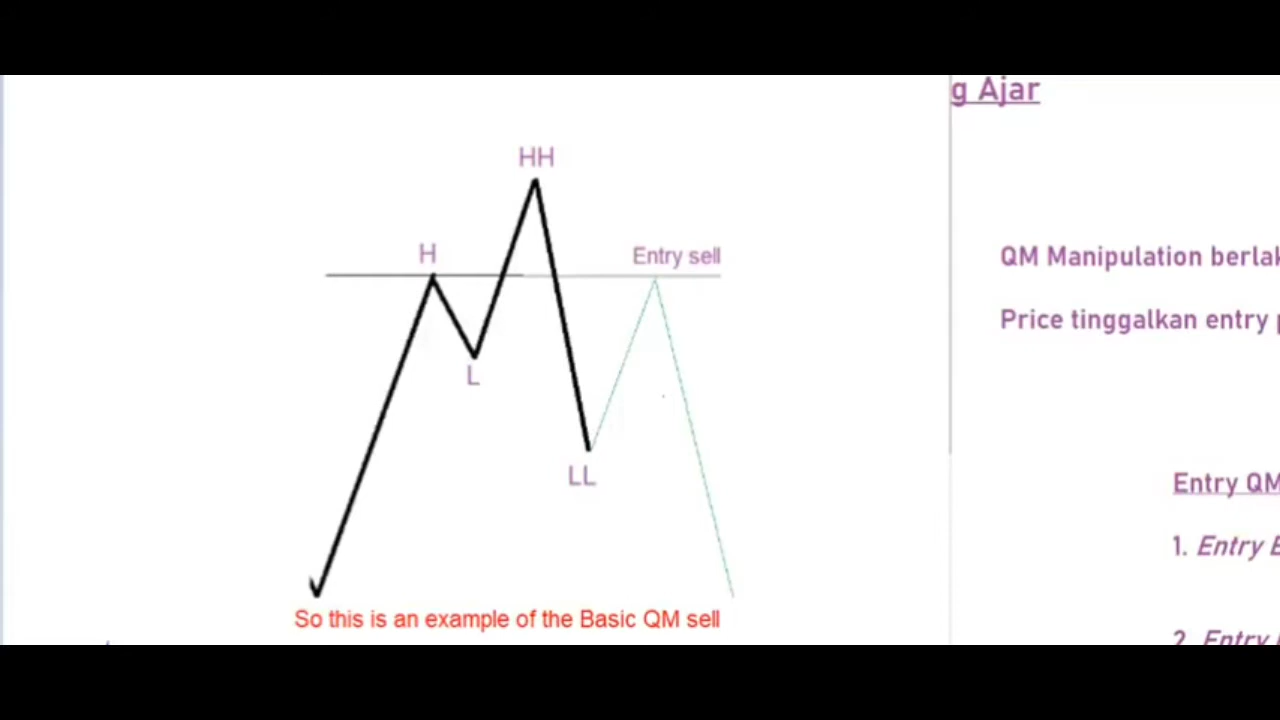 g Ajar
HH
H
Entry sell
QM Manipulation
Price tinggalkan entry
L
LL
Entry QM
1. Entry
So this is an example of the Basic QM sell
2. Entry